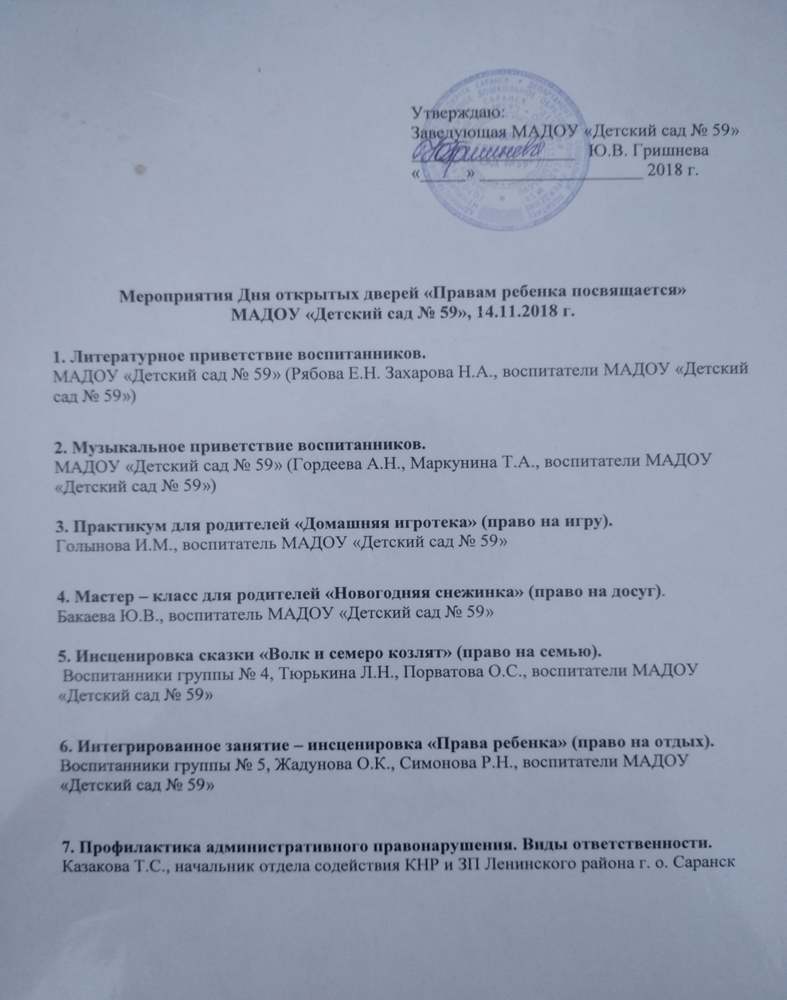 Утверждаю:
Заведующая МАДОУ «Детский сад № 59»
Ю.В. Гришнева
«______» ____________________ 2018 г.
Мероприятия Дня открытых дверей «Правам ребенка посвящается»
МАДОУ «Детский сад № 59», 14.11.2018 г.
1. Литературное приветствие воспитанников.
МАДОУ «Детский сад № 59» (Рябова Е.Н. Захарова Н.А., воспитатели МАДОУ «Детский
сад № 59»)
2. Музыкальное приветствие воспитанников.
МАДОУ «Детский сад № 59» (Гордеева А.Н., Маркунина Т.А., воспитатели МАДОУ
«Детский сад № 59»)
3. Практикум для родителей «Домашняя игротека» (право на игру).
Голынова И.М., воспитатель МАДОУ «Детский сад № 59»
4. Мастер – класс для родителей «Новогодняя снежинка» (право на досуг).
Бакаева Ю.В., воспитатель МАДОУ «Детский сад № 59»
5. Инсценировка сказки «Волк и семеро козлят» (право на семью).
Воспитанники группы № 4, Тюрькина Л.Н., Порватова О.С., воспитатели МАДОУ
«Детский сад № 59»
6. Интегрированное занятие – инсценировка «Права ребенка» (право на отдых).
Воспитанники группы № 5, Жадунова О.К., Симонова Р.Н., воспитатели МАДОУ
«Детский сад № 59»
7. Профилактика административного правонарушения. Виды ответственности.
Казакова Т.С., начальник отдела содействия КНР и ЗП Ленинского района г. о. Саранск